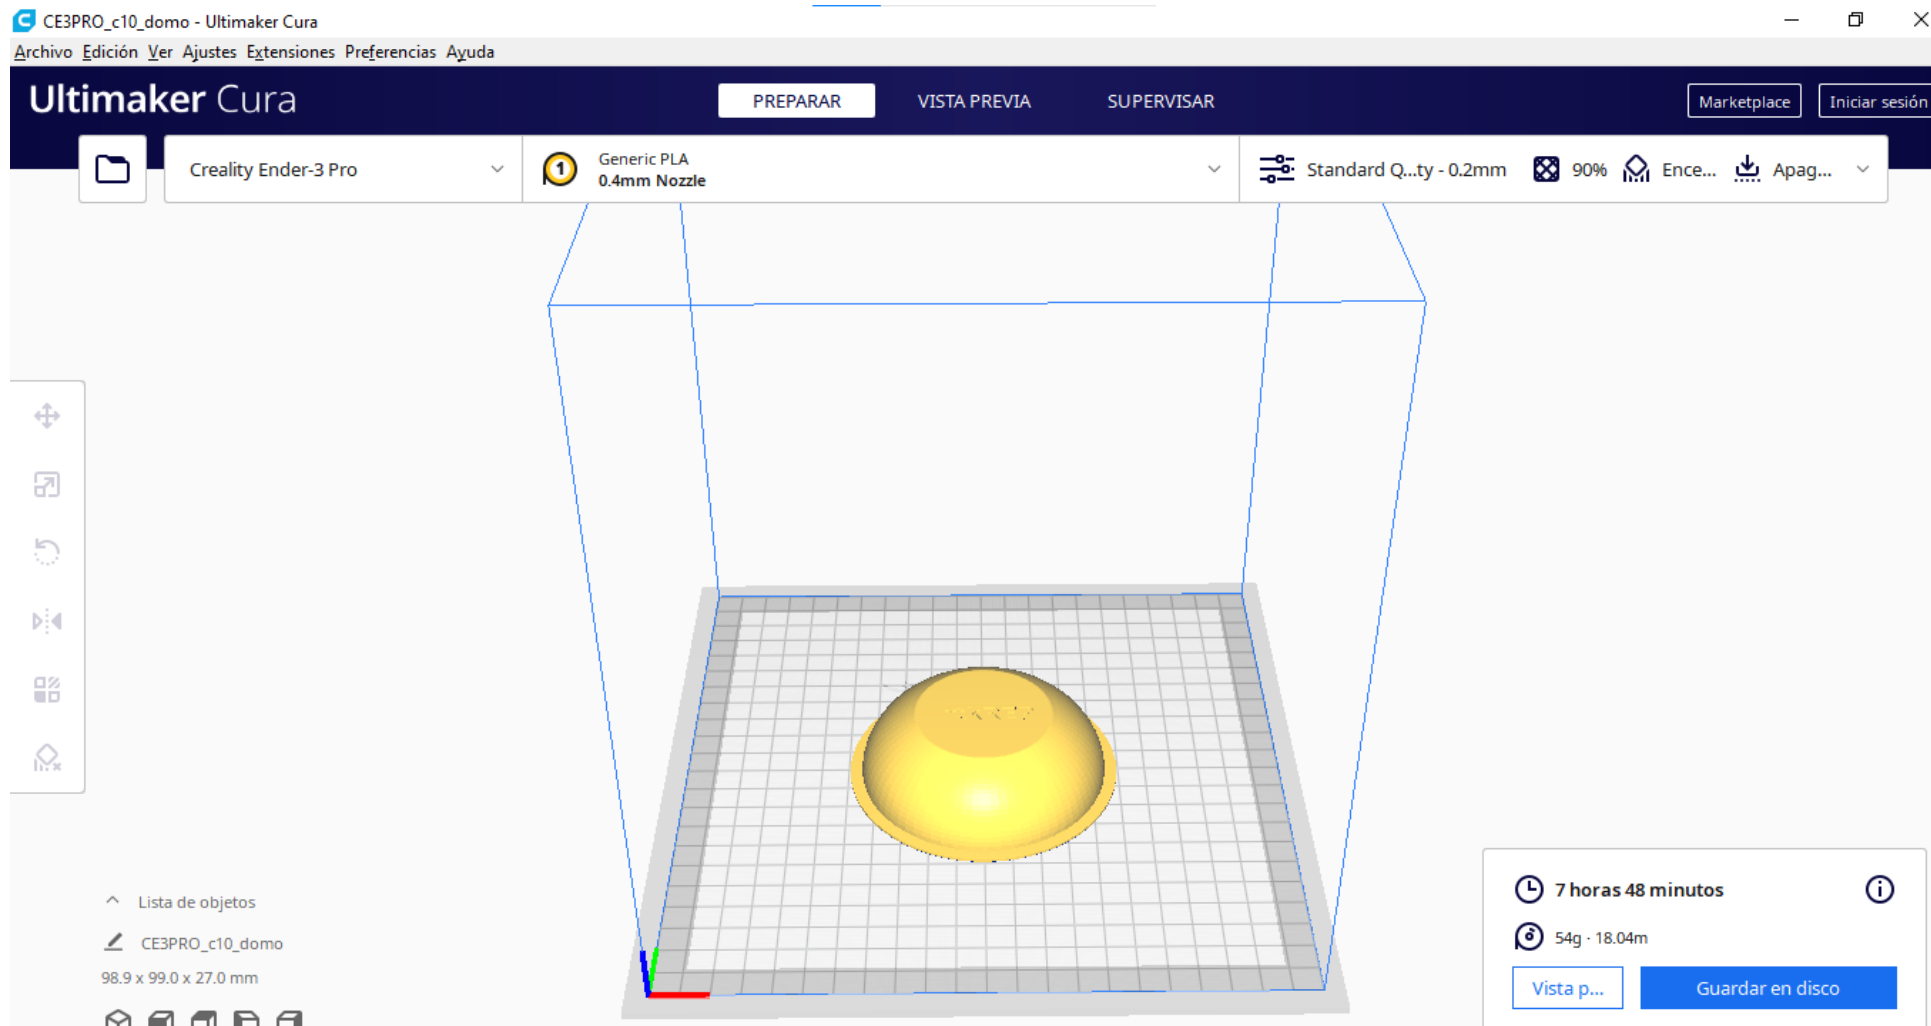 CE3PRO_c10_domo - Ultimaker Cura
Archivo Edición Ver Ajustes Extensiones Preferencias Ayuda
Ultimaker Cura
PREPARAR VISTA PREVIA SUPERVISAR
Marketplace Iniciar sesión
Creality Ender-3 Pro
1
Generic PLA
0.4mm Nozzle
Standard Q...ty - 0.2mm 90% Ence... Apag...
Lista de objetos
CE3PRO_c10_domo
98.9 x 99.0 x 27.0 mm
7 horas 48 minutos
54g · 18.04m
Vista p... Guardar en disco